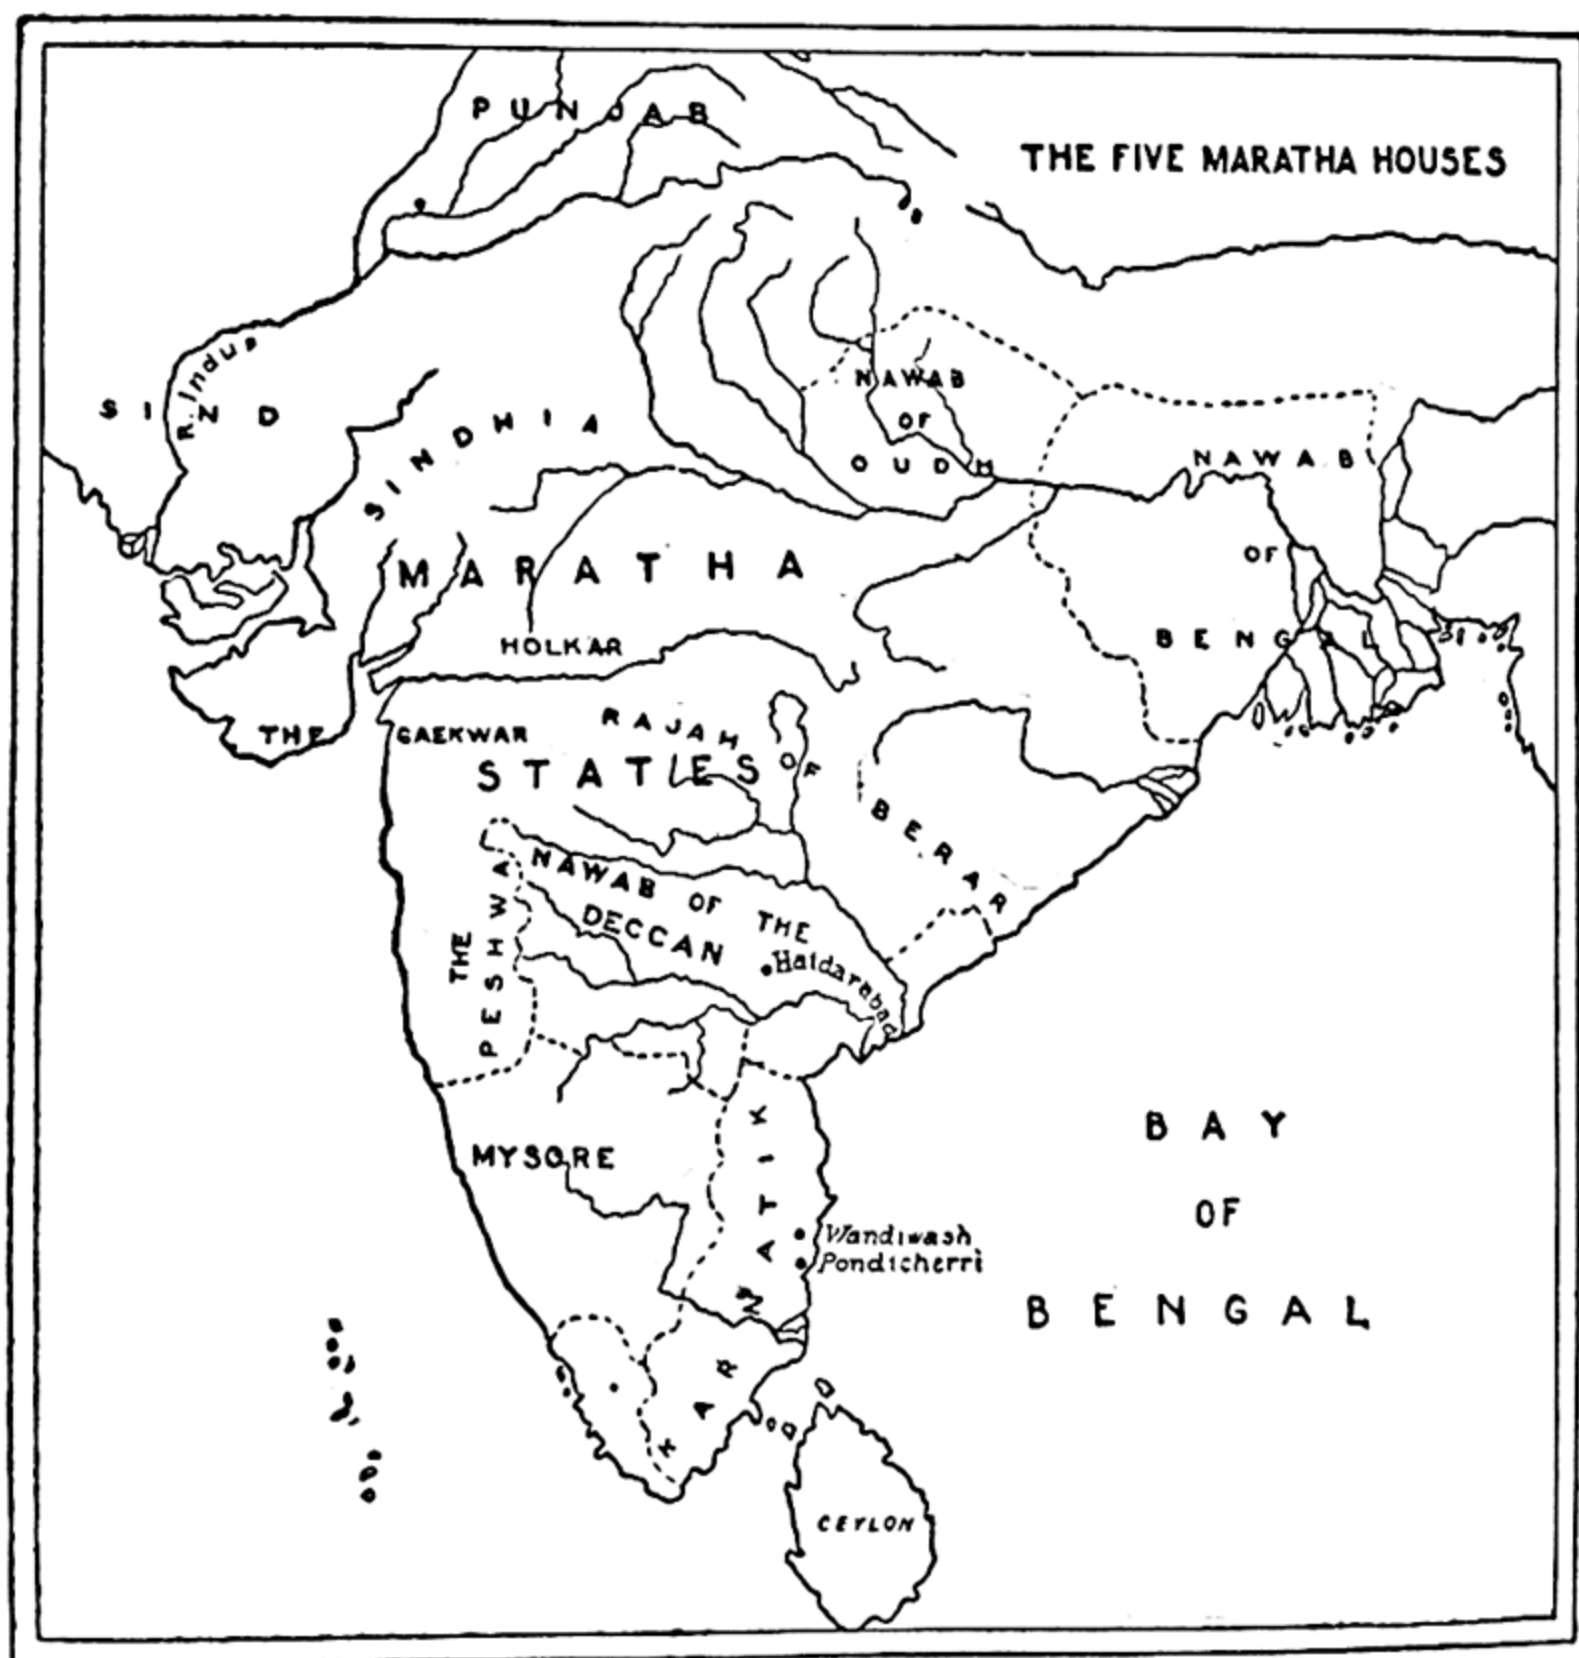 PUNJAB
THE FIVE MARATHA HOUSES
R. Indus
SIND
SINDHIA
NAWAB
OF
OUDH
NAWAB
OF
BENGAL
MARATHA
HOLKAR
THE GAEKWAR
RAJAH OF BERAR
STATES
THE
PESHWA
NAWAB OF THE
DECCAN
Haidarabad
MYSORE
KARNATIK
Wandiwash
Pondicherri
BAY
OF
BENGAL
CEYLON